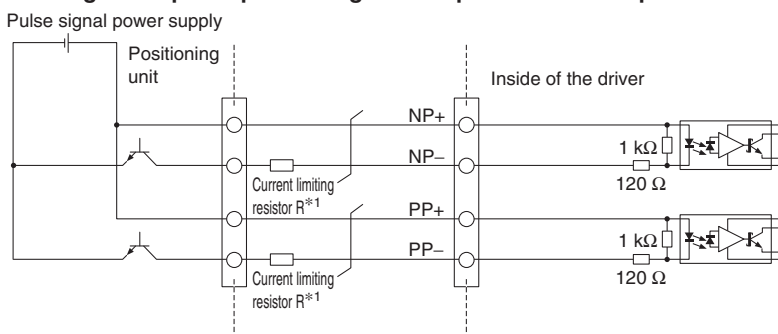 Pulse signal power supply
Positioning
unit
Inside of the driver
NP+
1 kΩ
NP−
Current limiting
resistor R*1
120 Ω
PP+
1 kΩ
PP−
Current limiting
resistor R*1
120 Ω